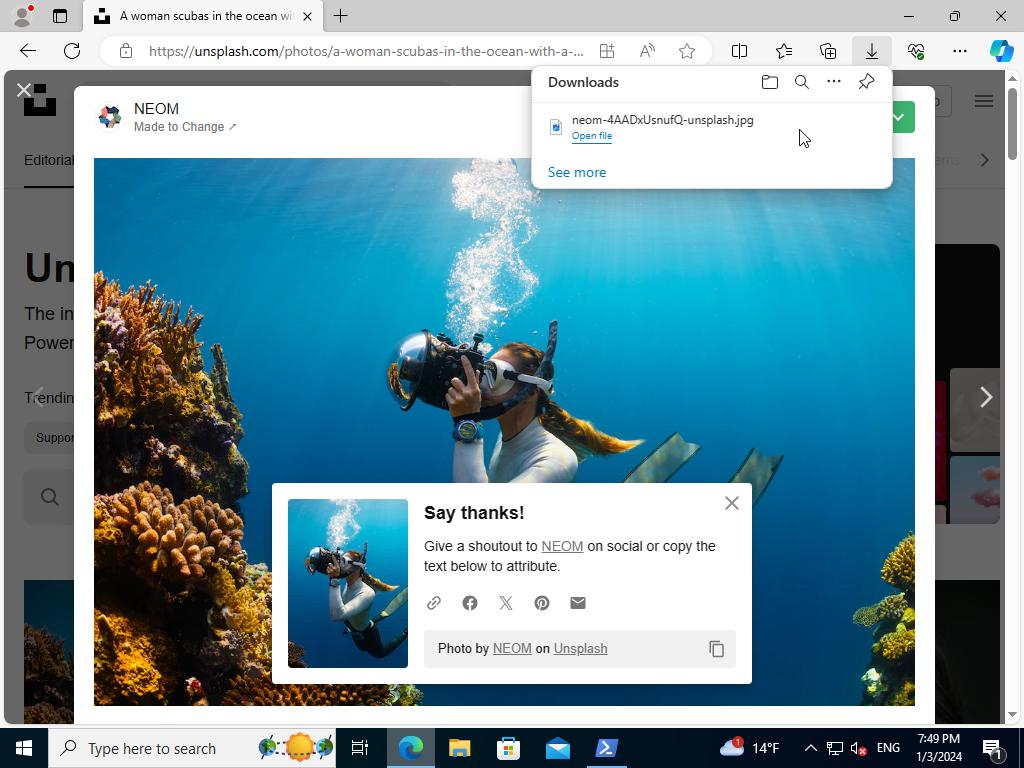 A woman scubas in the ocean wi
https://unsplash.com/photos/a-woman-scubas-in-the-ocean-with-a-...
Downloads
neom-4AADxUsnufQ-unsplash.jpg
Open file
See more
NEOM
Made to Change ↗
Editorial
Un
The in
Power
Trendin
Suppor
Say thanks!
Give a shoutout to NEOM on social or copy the
text below to attribute.
Photo by NEOM on Unsplash
Type here to search
1
14°F
ENG
7:49 PM
1/3/2024
1